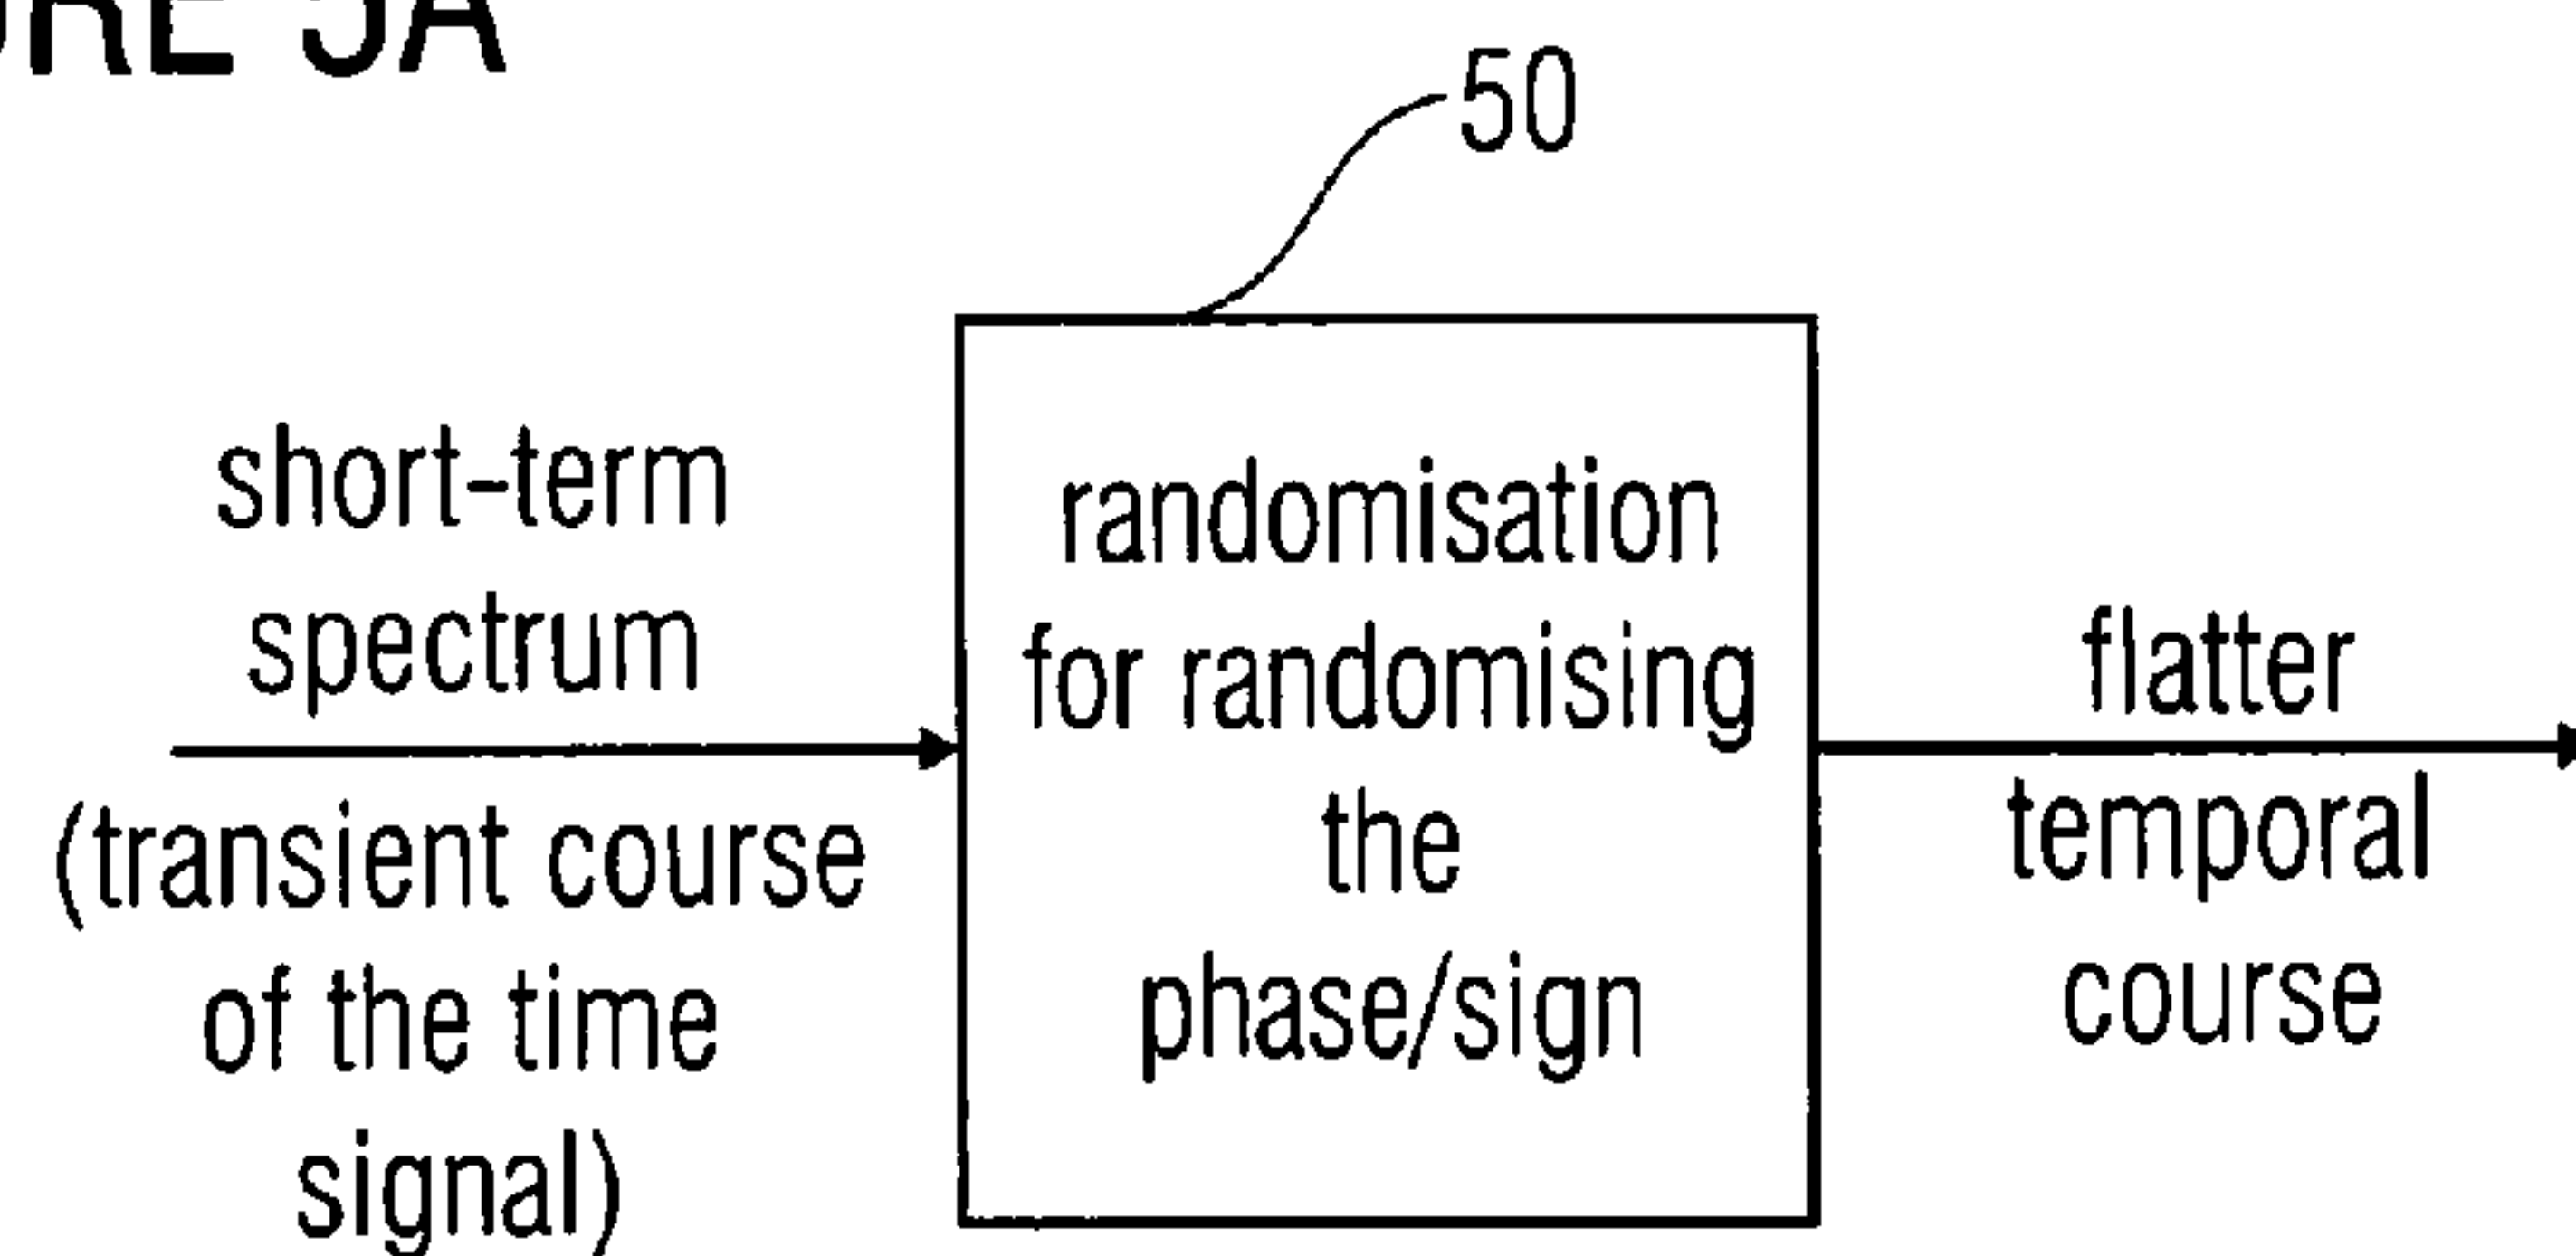 5A
50
short-term
spectrum
(transient course
of the time
signal)
randomisation
for randomising
the
phase/sign
flatter
temporal
course